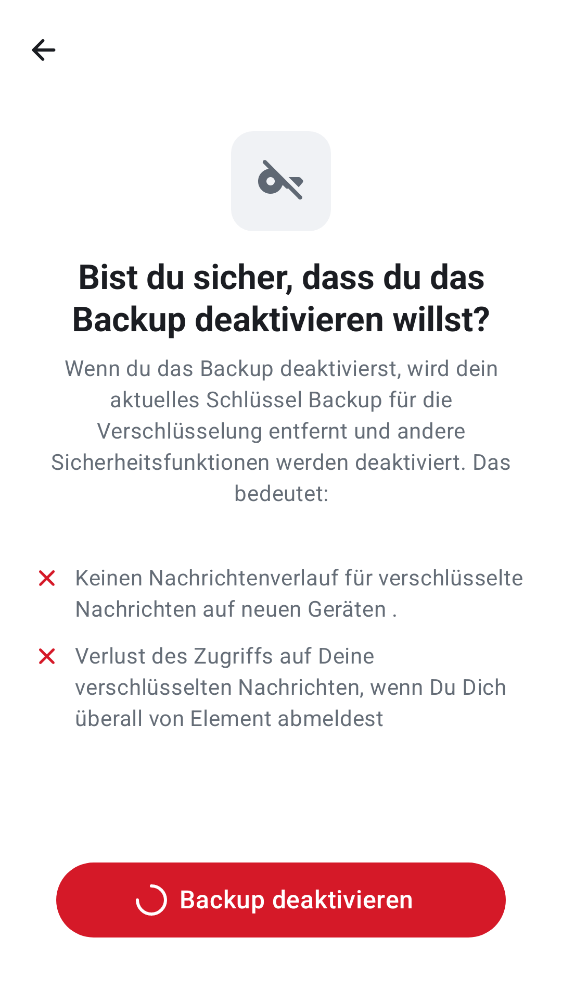 Bist du sicher, dass du das
Backup deaktivieren willst?
Wenn du das Backup deaktivierst, wird dein
aktuelles Schlüssel Backup für die
Verschlüsselung entfernt und andere
Sicherheitsfunktionen werden deaktiviert. Das
bedeutet:
Keinen Nachrichtenverlauf für verschlüsselte
Nachrichten auf neuen Geräten .
Verlust des Zugriffs auf Deine
verschlüsselten Nachrichten, wenn Du Dich
überall von Element abmeldest
Backup deaktivieren